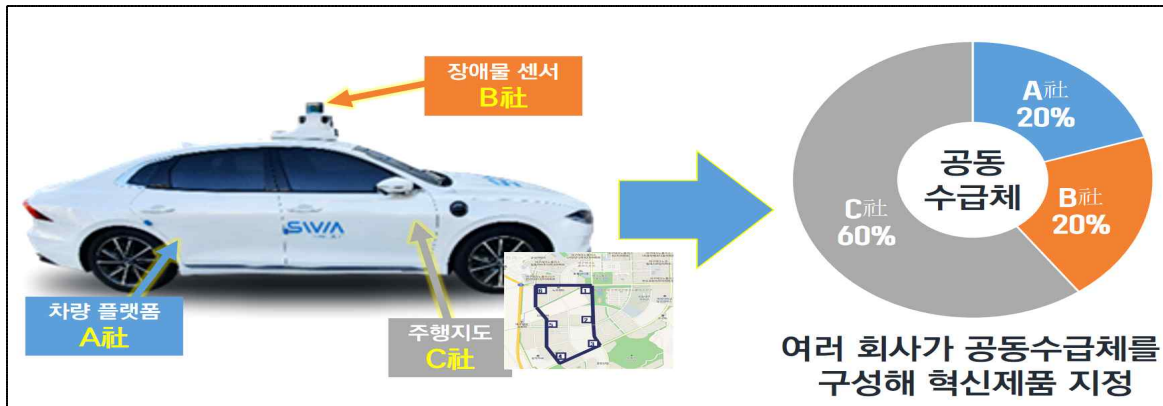 장애물 센서
B社
SWIA
차량 플랫폼
A社
주행지도
C社
A社
20%
B社
20%
C社
60%
공동
수급체
여러 회사가 공동수급체를
구성해 혁신제품 지정